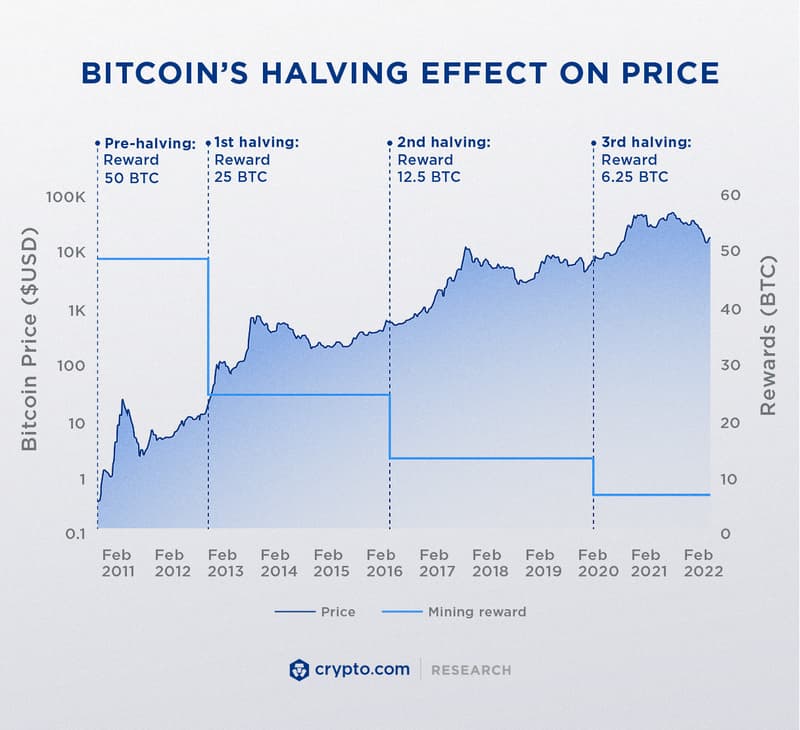 BITCOIN'S HALVING EFFECT ON PRICE
Pre-halving:
Reward
50 BTC
1st halving:
Reward
25 BTC
2nd halving:
Reward
12.5 BTC
3rd halving:
Reward
6.25 BTC
Bitcoin Price ($USD)
100K
10K
1K
100
10
1
0.1
60
50
40
30
20
10
0
Rewards (BTC)
Feb
2011
Feb
2012
Feb
2013
Feb
2014
Feb
2015
Feb
2016
Feb
2017
Feb
2018
Feb
2019
Feb
2020
Feb
2021
Feb
2022
Price
Mining reward
crypto.com
RESEARCH